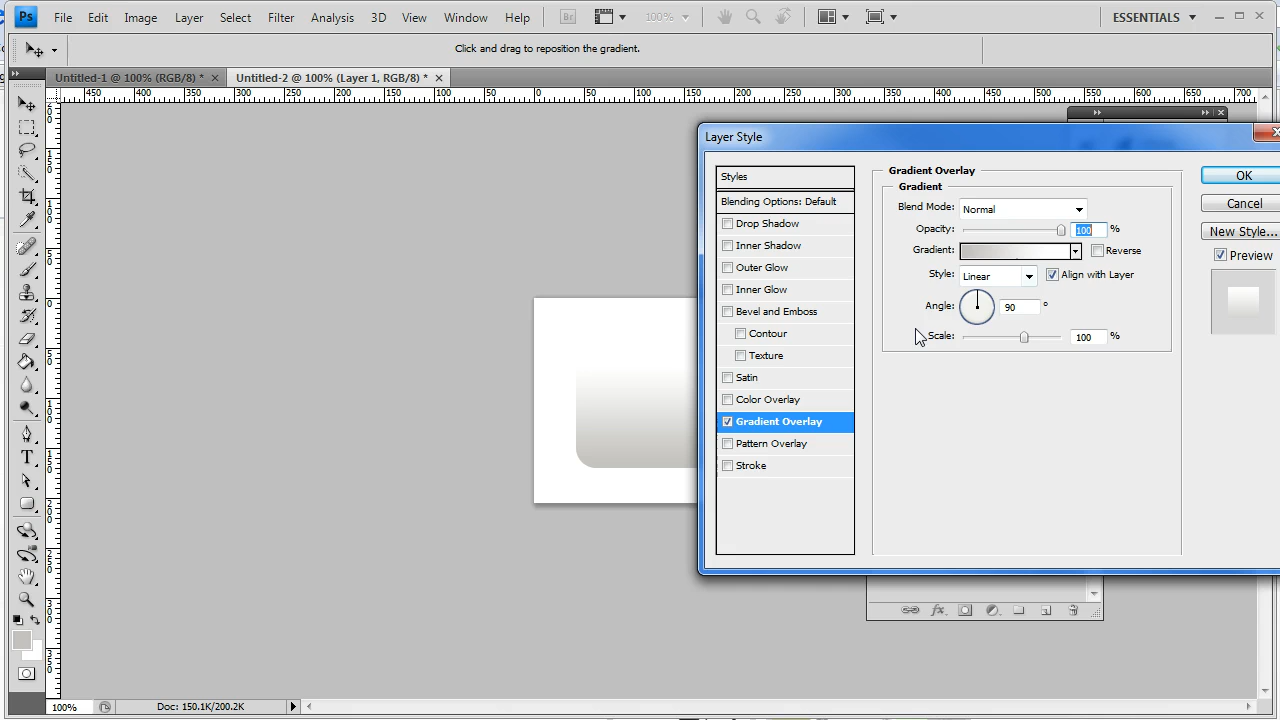 Ps File Edit Image Layer Select Filter Analysis 3D View Window Help Br 100% ESSENTIALS
Click and drag to reposition the gradient.
Untitled-1 @ 100% (RGB/8) * Untitled-2 @ 100% (Layer 1, RGB/8) *
450 400 350 300 250 200 150 100 50 0 50 100 150 200 250 300 350 400 450 500 550 600 650 700
Layer Style
Styles
Blending Options: Default
Drop Shadow
Inner Shadow
Outer Glow
Inner Glow
Bevel and Emboss
Contour
Texture
Satin
Color Overlay
Gradient Overlay
Pattern Overlay
Stroke
Gradient Overlay
Gradient
Blend Mode: Normal
Opacity: 100 %
Gradient: Reverse
Style: Linear Align with Layer
Angle: 90 °
Scale: 100 %
OK
Cancel
New Style...
Preview
fx
T
100% Doc: 150.1K/200.2K